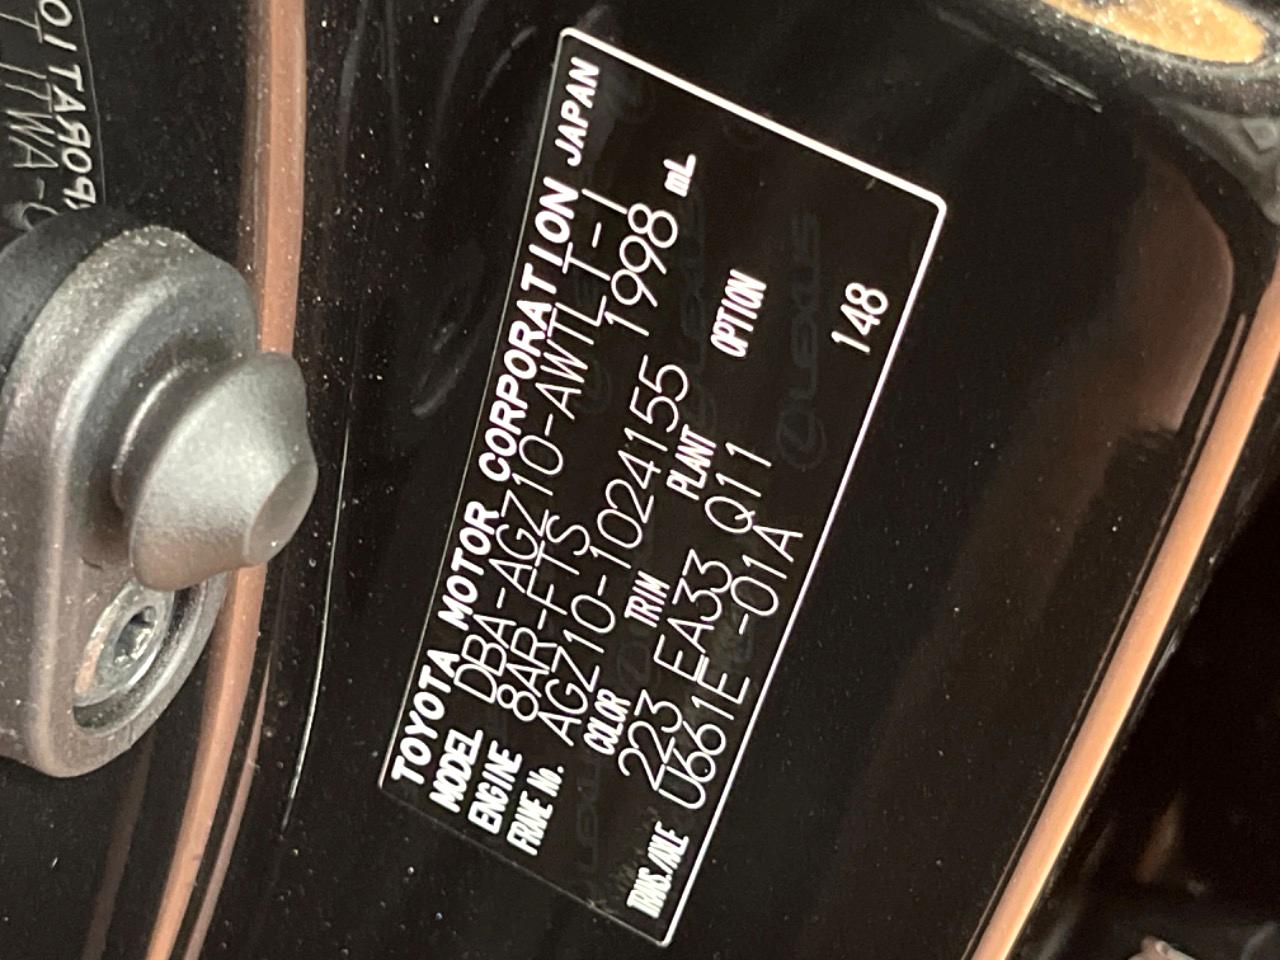 TOYOTA MOTOR CORPORATION JAPAN
MODEL DBA-AGZ10-AWTLT-I
ENGINE 8AR-FTS 1998 mL
FRAME No. AGZ10-1024155
COLOR TRIM PLANT OPTION
223 EA33 Q11
TRANS./AXLE U661E -01A 148
LEXUS